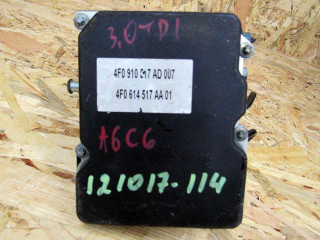 3.0TDI
4F0 910 517 AD 007
4F0 614 517 AA 01
A6C6
121017-114